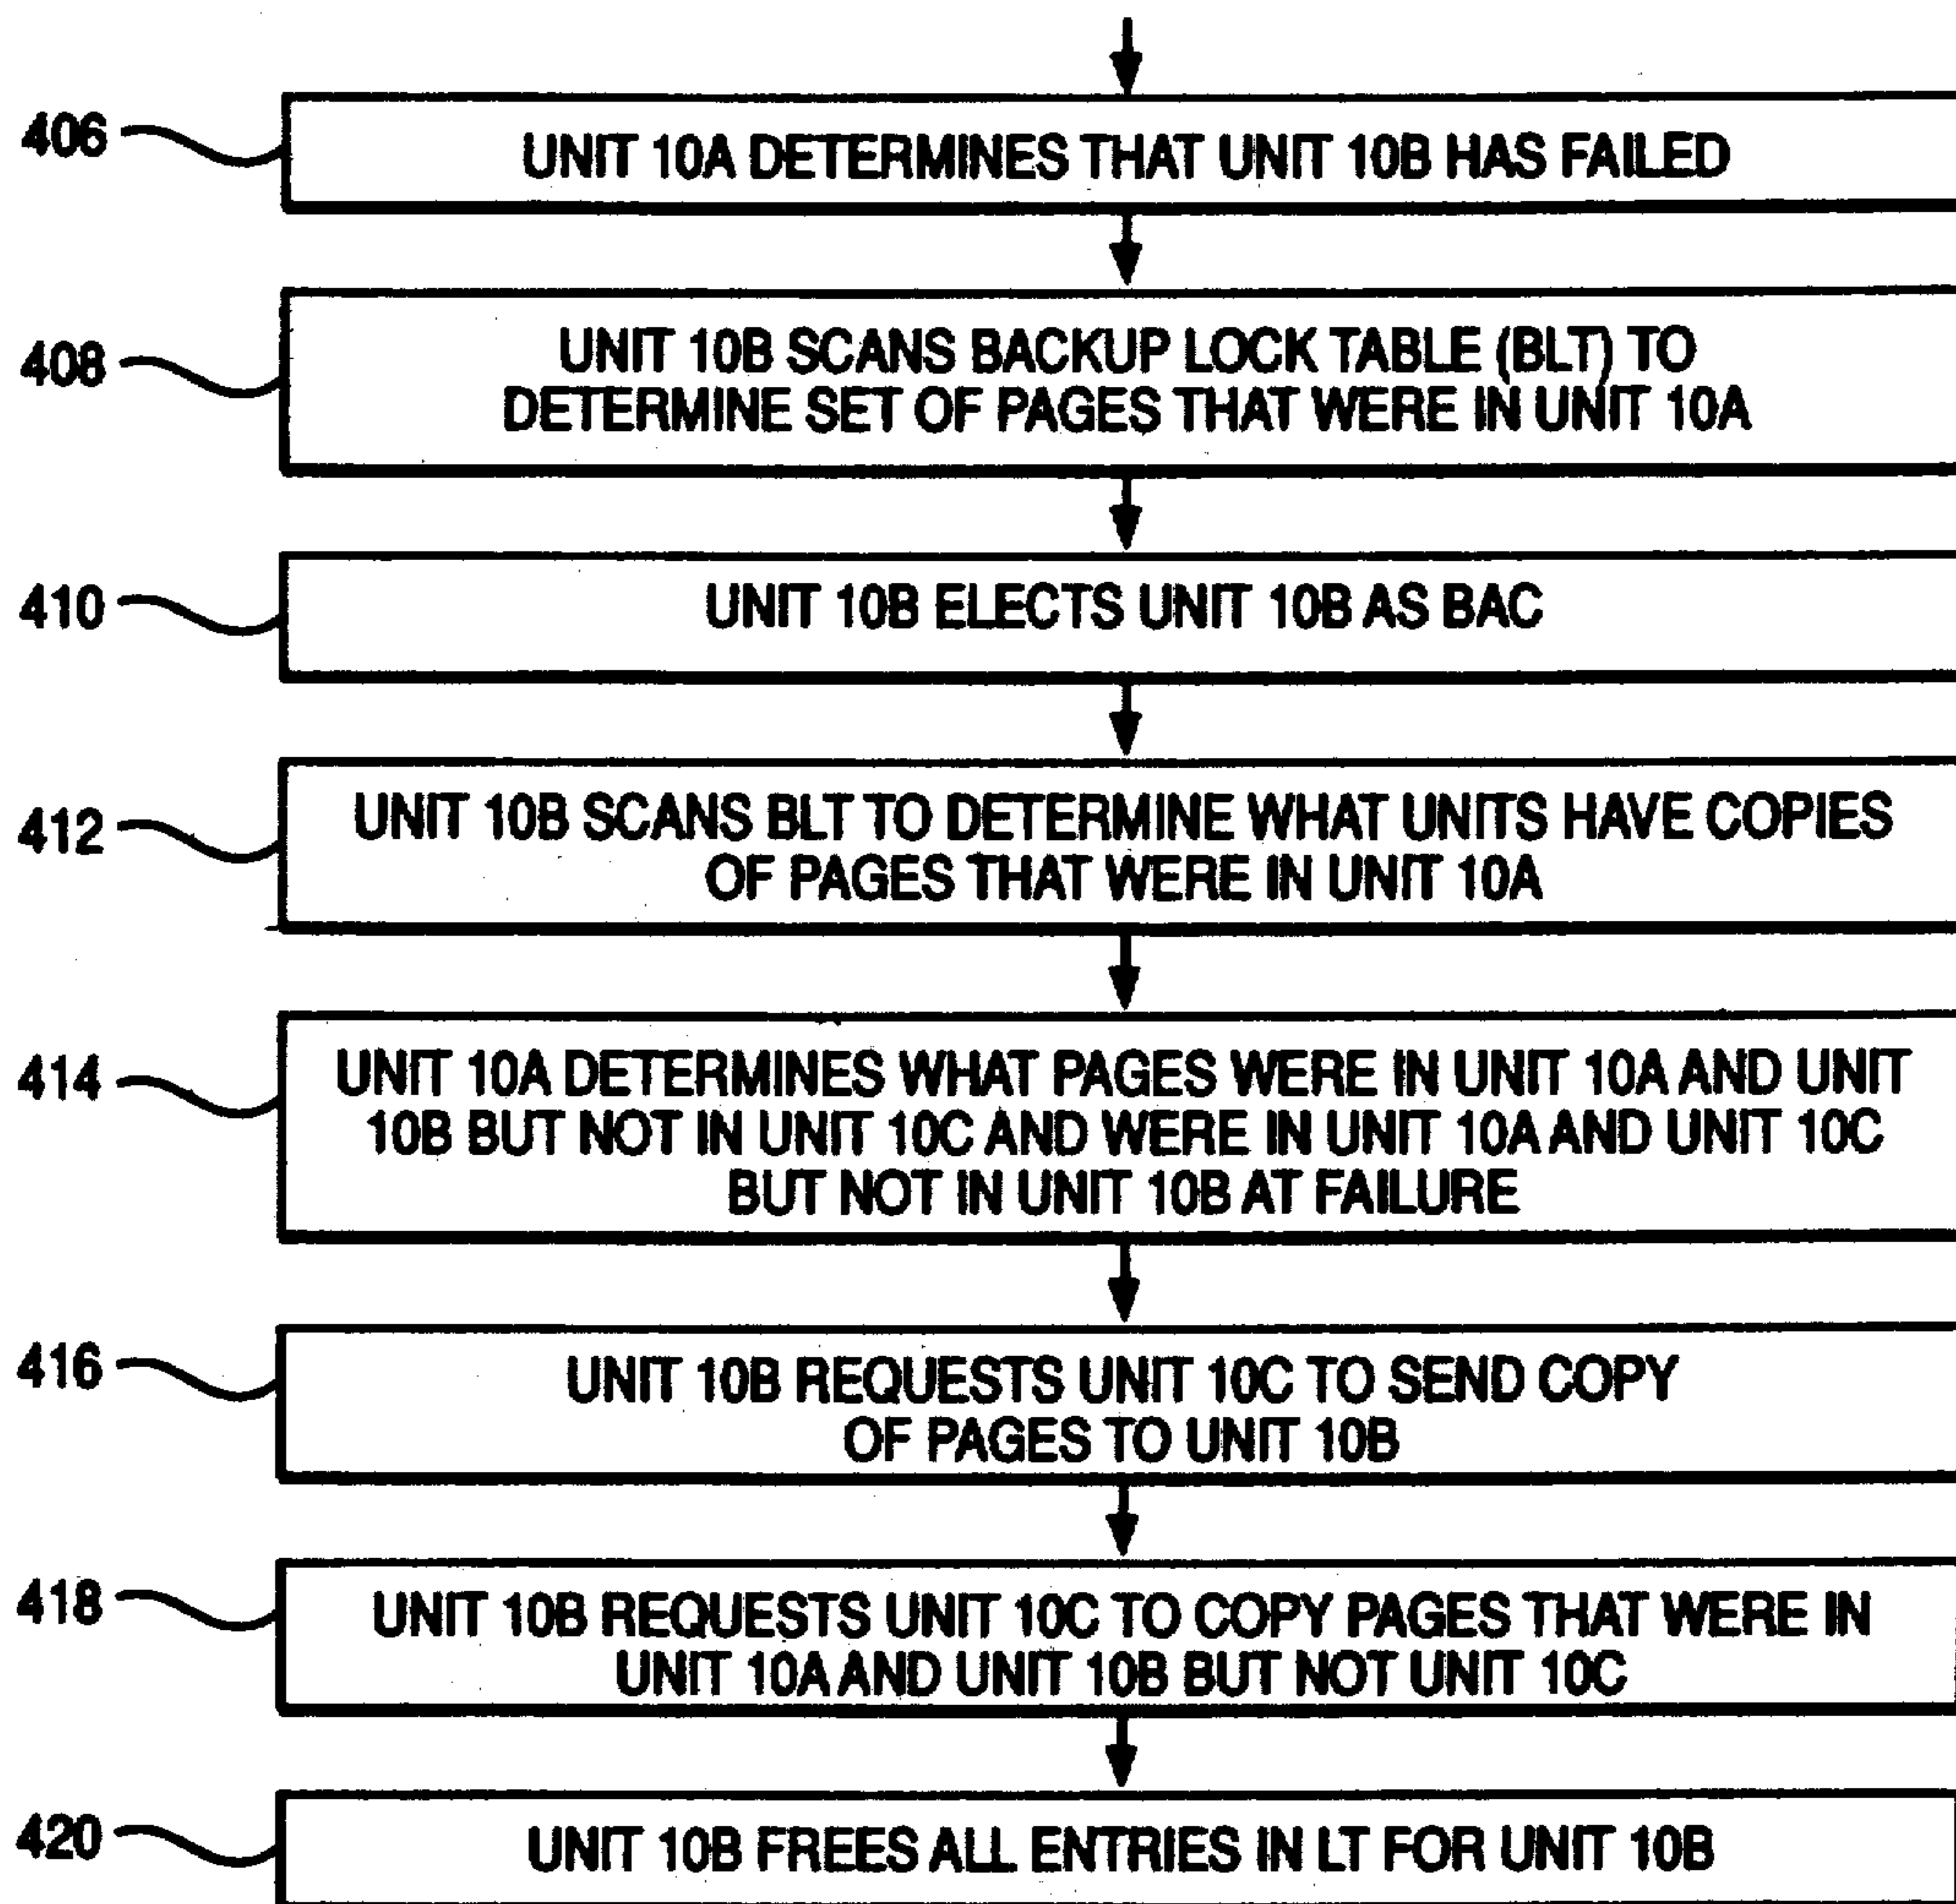 406
UNIT 10A DETERMINES THAT UNIT 10B HAS FAILED
408
UNIT 10B SCANS BACKUP LOCK TABLE (BLT) TO
DETERMINE SET OF PAGES THAT WERE IN UNIT 10A
410
UNIT 10B ELECTS UNIT 10B AS BAC
412
UNIT 10B SCANS BLT TO DETERMINE WHAT UNITS HAVE COPIES
OF PAGES THAT WERE IN UNIT 10A
414
UNIT 10A DETERMINES WHAT PAGES WERE IN UNIT 10A AND UNIT
10B BUT NOT IN UNIT 10C AND WERE IN UNIT 10A AND UNIT 10C
BUT NOT IN UNIT 10B AT FAILURE
416
UNIT 10B REQUESTS UNIT 10C TO SEND COPY
OF PAGES TO UNIT 10B
418
UNIT 10B REQUESTS UNIT 10C TO COPY PAGES THAT WERE IN
UNIT 10A AND UNIT 10B BUT NOT UNIT 10C
420
UNIT 10B FREES ALL ENTRIES IN LT FOR UNIT 10B